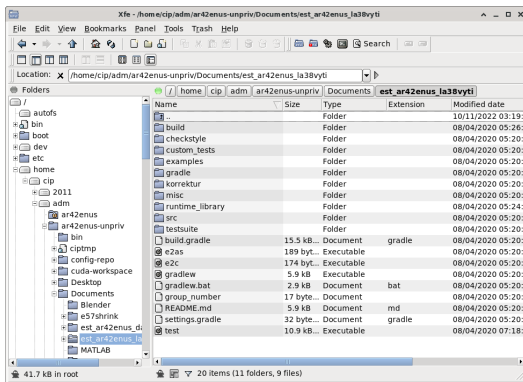 Xfe - /home/cip/adm/ar42enus-unpriv/Documents/est_ar42enus_la38vyti
File Edit View Bookmarks Panel Tools Trash Help
Search
Location: /home/cip/adm/ar42enus-unpriv/Documents/est_ar42enus_la38vyti
Folders
/ home cip adm ar42enus-unpriv Documents est_ar42enus_la38vyti
Name Size Type Extension Modified date
/
autofs
bin
boot
dev
etc
home
cip
2011
adm
ar42enus
ar42enus-unpriv
bin
ciptmp
config-repo
cuda-workspace
Desktop
Documents
Blender
e57shrink
est_ar42enus_da
est_ar42enus_la
MATLAB
.. Folder 10/11/2022 03:19:
build Folder 08/04/2020 05:26:
checkstyle Folder 08/04/2020 05:20:
custom_tests Folder 08/04/2020 05:20:
examples Folder 08/04/2020 05:20:
gradle Folder 08/04/2020 05:20:
korrektur Folder 08/04/2020 05:20:
misc Folder 08/04/2020 05:20:
runtime_library Folder 08/04/2020 05:24:
src Folder 08/04/2020 05:20:
testsuite Folder 08/04/2020 05:20:
build.gradle 15.5 kB... Document gradle 08/04/2020 05:20:
e2as 189 byt... Executable 08/04/2020 05:20:
e2c 174 byt... Executable 08/04/2020 05:20:
gradlew 5.9 kB Executable 08/04/2020 05:20:
gradlew.bat 2.9 kB Document bat 08/04/2020 05:20:
group_number 17 byte... Document 08/04/2020 05:20:
README.md 5.9 kB Document md 08/04/2020 05:20:
settings.gradle 32 byte... Document gradle 08/04/2020 05:20:
test 10.9 kB... Executable 08/04/2020 07:18:
41.7 kB in root
20 items (11 folders, 9 files)